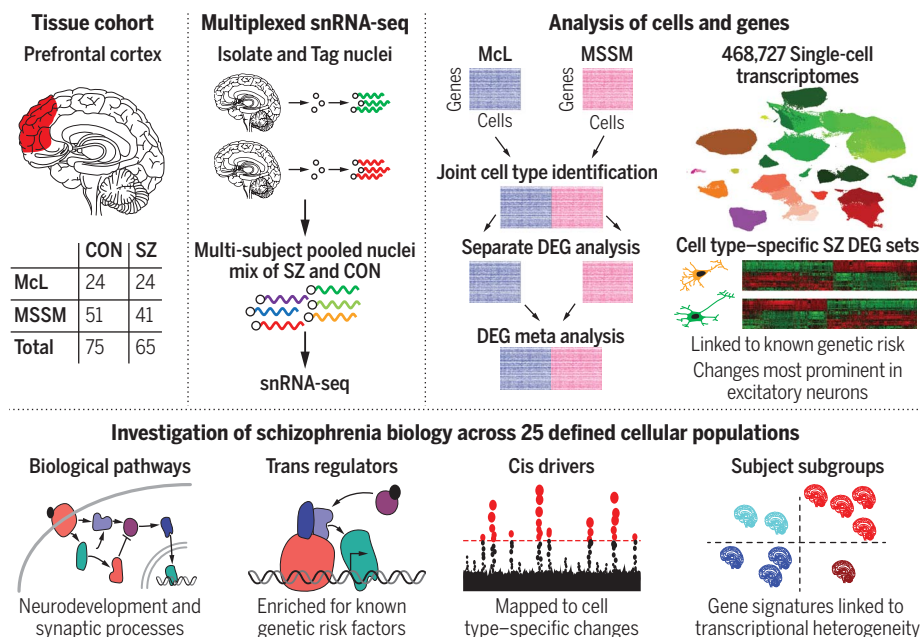 Tissue cohort
Prefrontal cortex
CON SZ
McL 24 24
MSSM 51 41
Total 75 65
Multiplexed snRNA-seq
Isolate and Tag nuclei
Multi-subject pooled nuclei
mix of SZ and CON
snRNA-seq
Analysis of cells and genes
McL MSSM
Genes Genes
Cells Cells
Joint cell type identification
Separate DEG analysis
DEG meta analysis
468,727 Single-cell
transcriptomes
Cell type–specific SZ DEG sets
Linked to known genetic risk
Changes most prominent in
excitatory neurons
Investigation of schizophrenia biology across 25 defined cellular populations
Biological pathways
Neurodevelopment and
synaptic processes
Trans regulators
Enriched for known
genetic risk factors
Cis drivers
Mapped to cell
type–specific changes
Subject subgroups
Gene signatures linked to
transcriptional heterogeneity